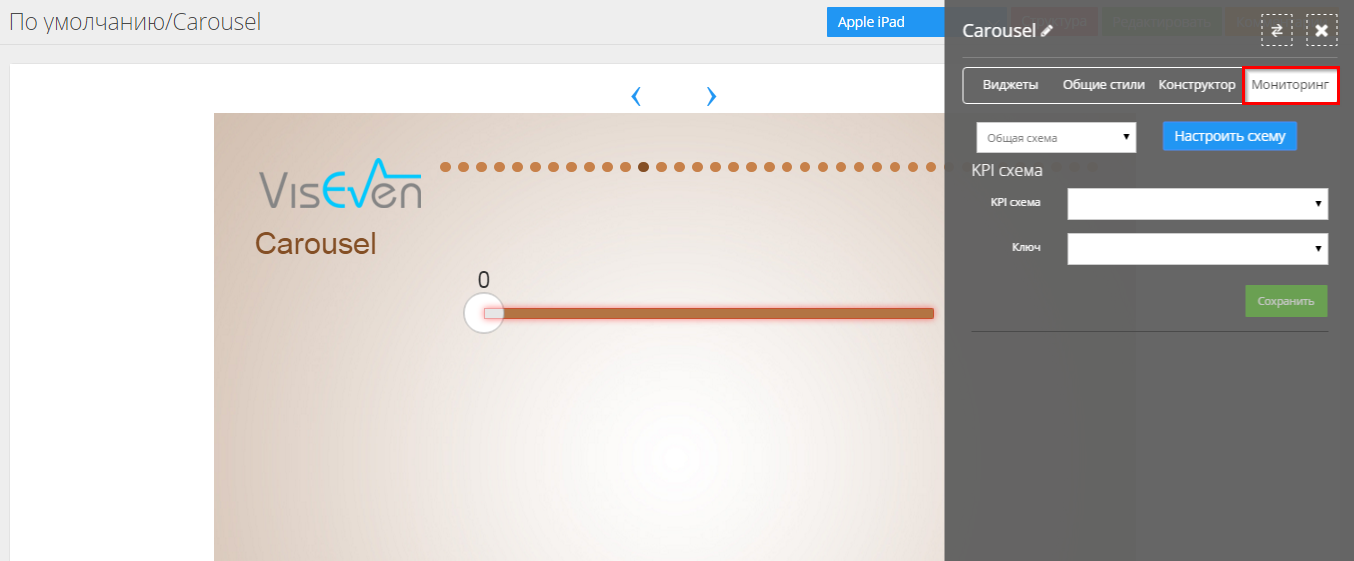 По умолчанию/Carousel
Apple iPad
Carousel
Виджеты Общие стили Конструктор Мониторинг
Общая схема
Настроить схему
KPI схема
KPI схема
Ключ
Сохранить
VisEven
Carousel
0